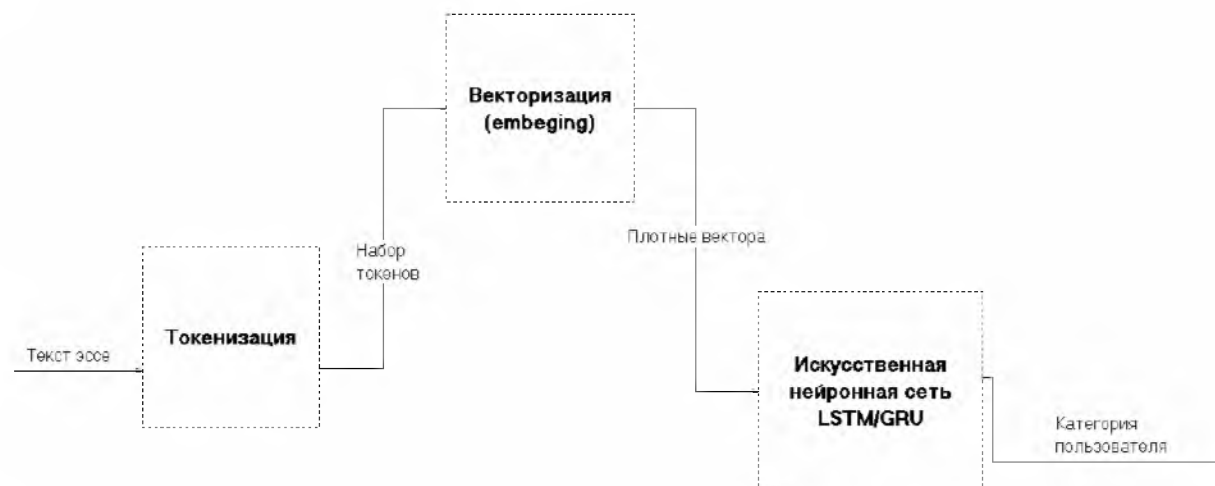 Текст эссе
Токенизация
Набор
токенов
Векторизация
(embeging)
Плотные вектора
Искусственная
нейронная сеть
LSTM/GRU
Категория
пользователя